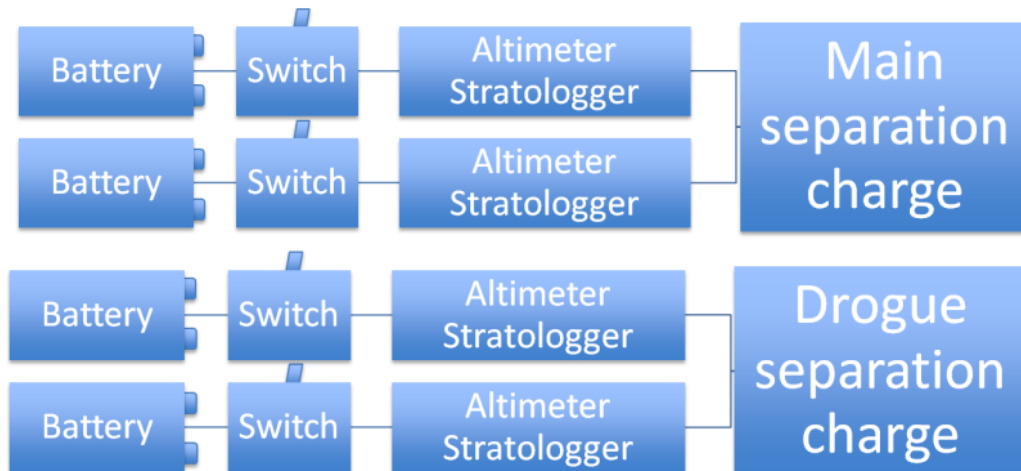 Battery
Switch
Altimeter
Stratologger
Battery
Switch
Altimeter
Stratologger
Main
separation
charge
Battery
Switch
Altimeter
Stratologger
Battery
Switch
Altimeter
Stratologger
Drogue
separation
charge